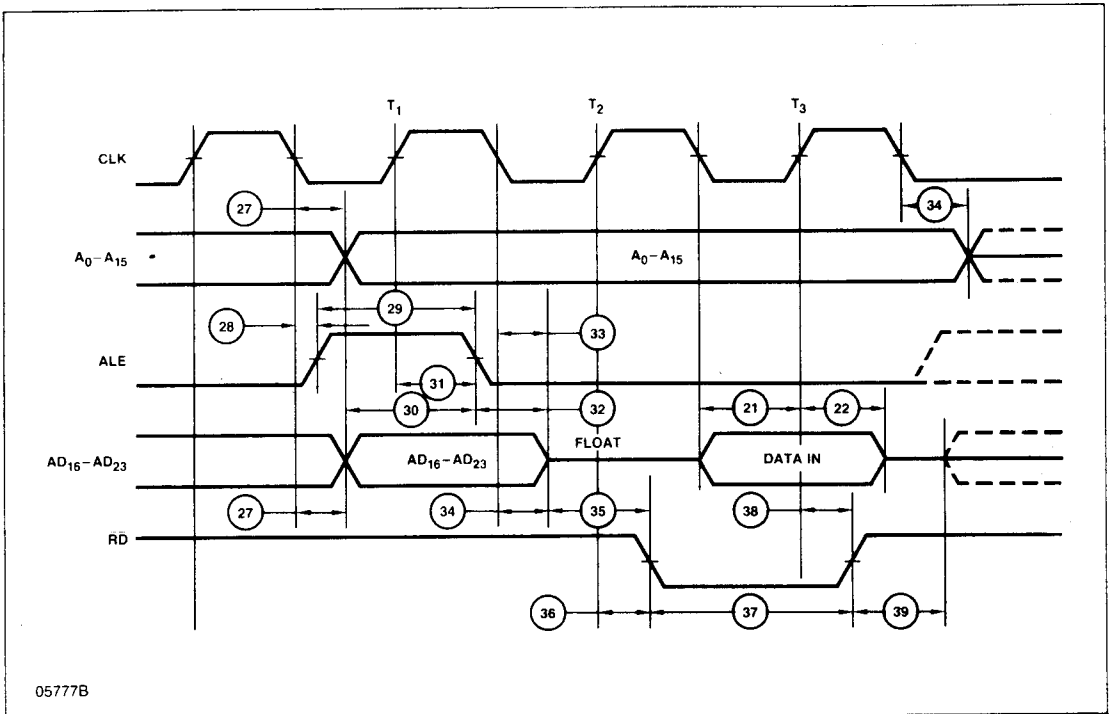 T1 T2 T3
CLK
27 34
A0–A15 A0–A15
29
28 33
ALE
31
30 32 21 22
FLOAT
AD16–AD23 AD16–AD23 DATA IN
27 34 35 38
RD
36 37 39
05777B